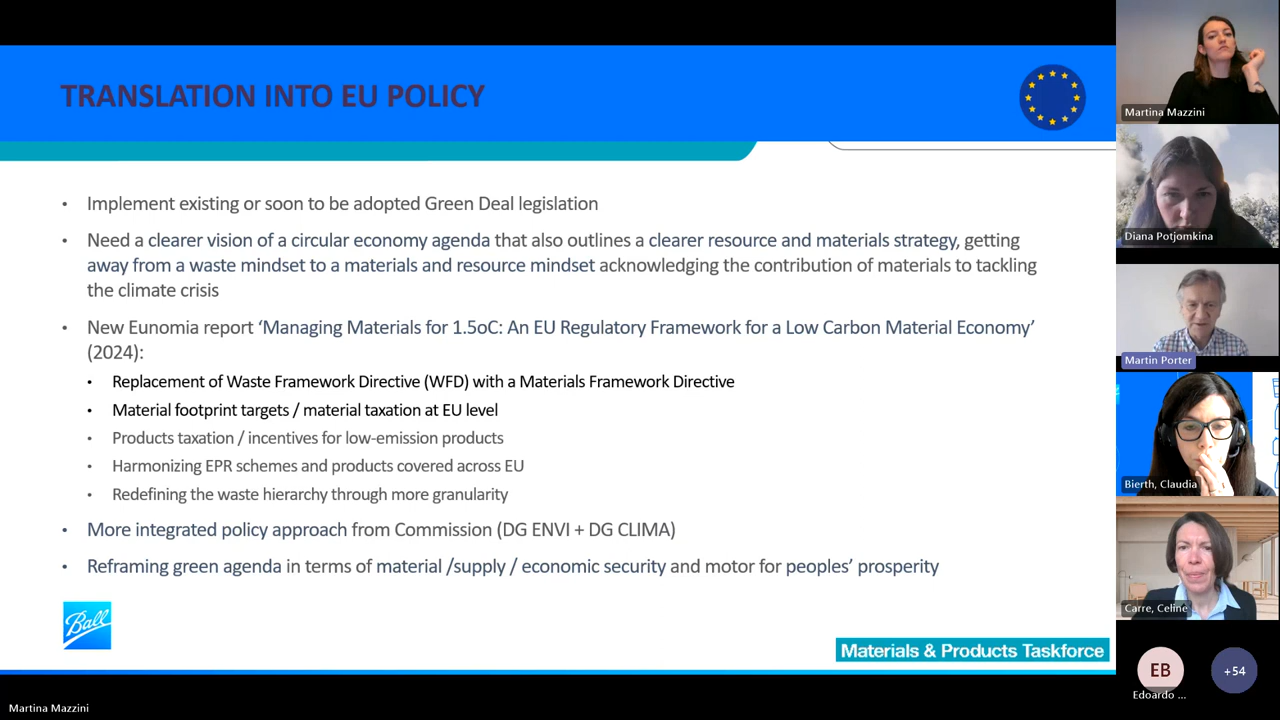 TRANSLATION INTO EU POLICY
• Implement existing or soon to be adopted Green Deal legislation
• Need a clearer vision of a circular economy agenda that also outlines a clearer resource and materials strategy, getting
away from a waste mindset to a materials and resource mindset acknowledging the contribution of materials to tackling
the climate crisis
• New Eunomia report ‘Managing Materials for 1.5oC: An EU Regulatory Framework for a Low Carbon Material Economy’
(2024):
• Replacement of Waste Framework Directive (WFD) with a Materials Framework Directive
• Material footprint targets / material taxation at EU level
• Products taxation / incentives for low-emission products
• Harmonizing EPR schemes and products covered across EU
• Redefining the waste hierarchy through more granularity
• More integrated policy approach from Commission (DG ENVI + DG CLIMA)
• Reframing green agenda in terms of material /supply / economic security and motor for peoples’ prosperity
Ball
Materials & Products Taskforce
Martina Mazzini
Martina Mazzini
Diana Potjomkina
Martin Porter
Bierth, Claudia
Carre, Celine
EB
Edoardo ...
+54